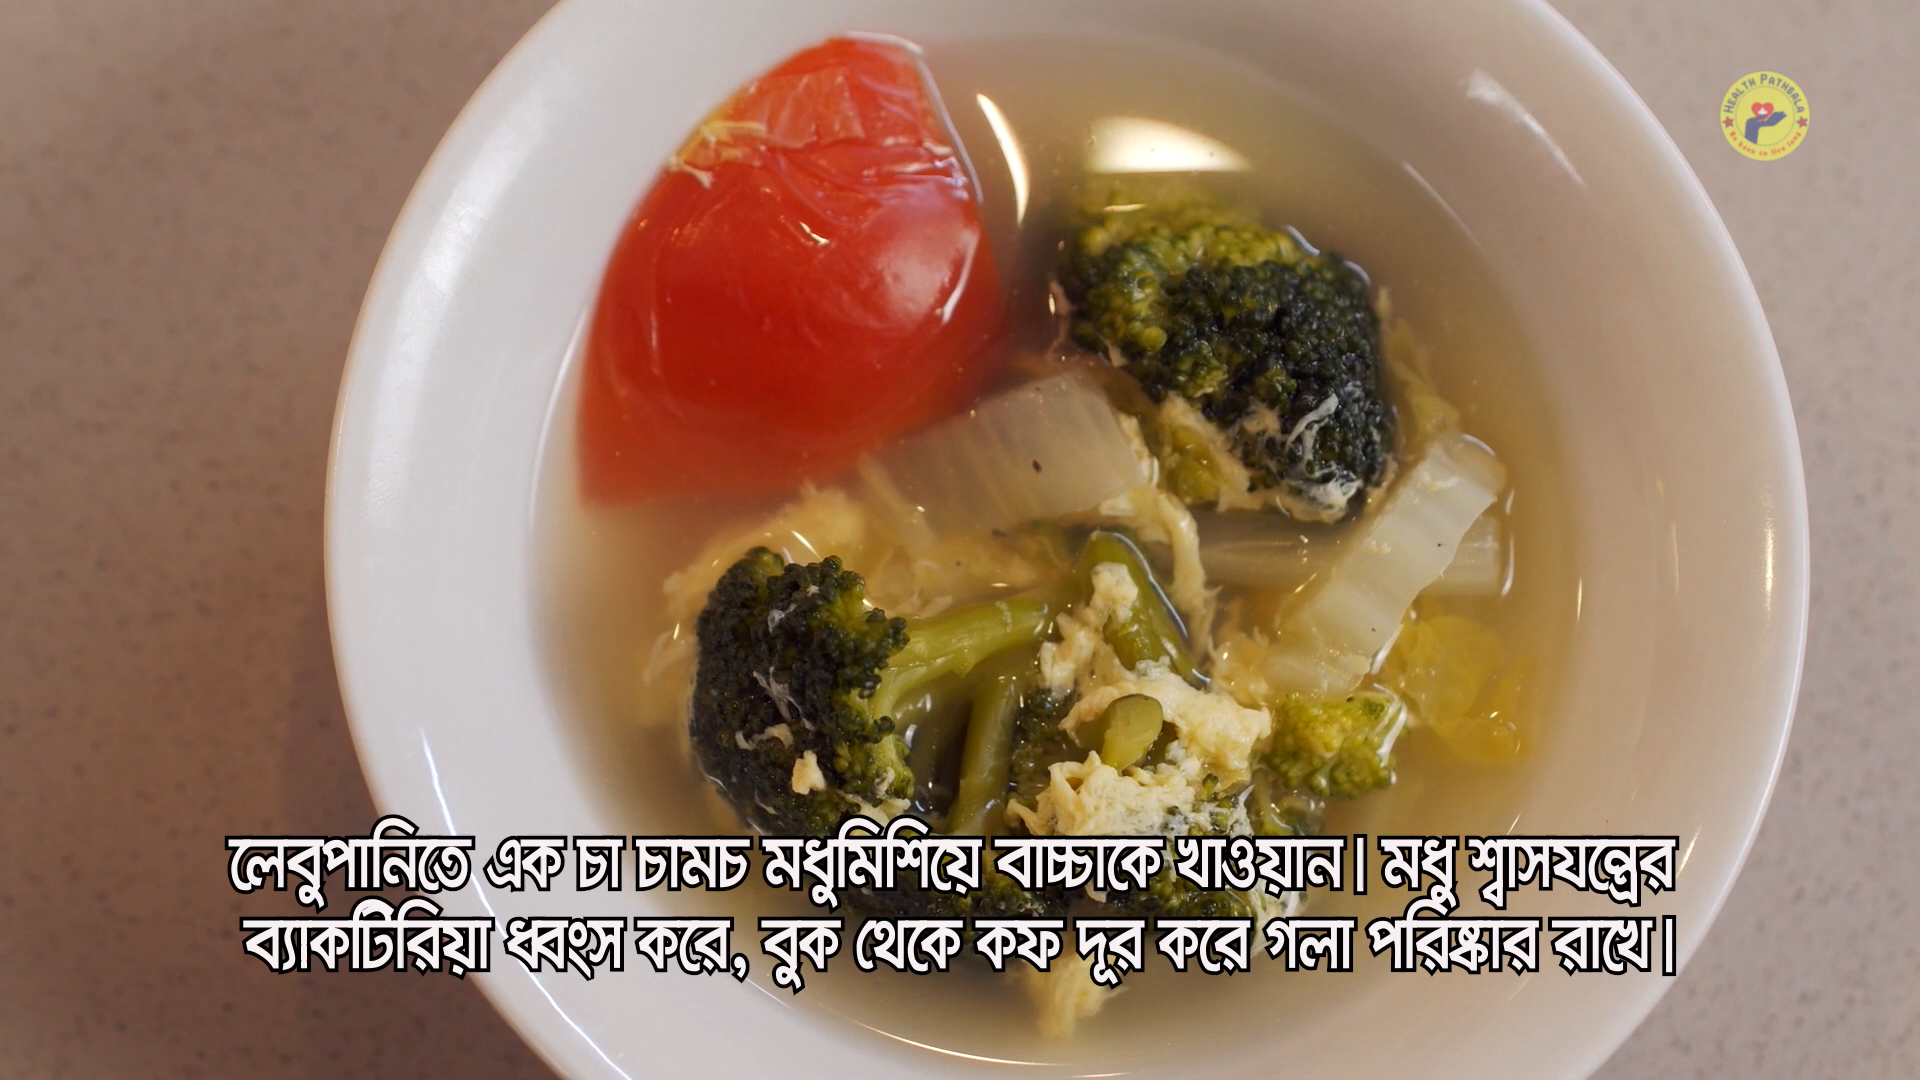 HEALTH PATHSALA
লেবুপানিতে এক চা চামচ মধুমিশিয়ে বাচ্চাকে খাওয়ান। মধু শ্বাসযন্ত্রের
ব্যাকটিরিয়া ধ্বংস করে, বুক থেকে কফ দূর করে গলা পরিষ্কার রাখে।